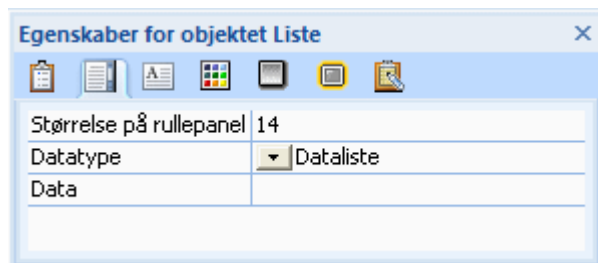 Egenskaber for objektet Liste
Størrelse på rullepanel 14
Datatype Dataliste
Data